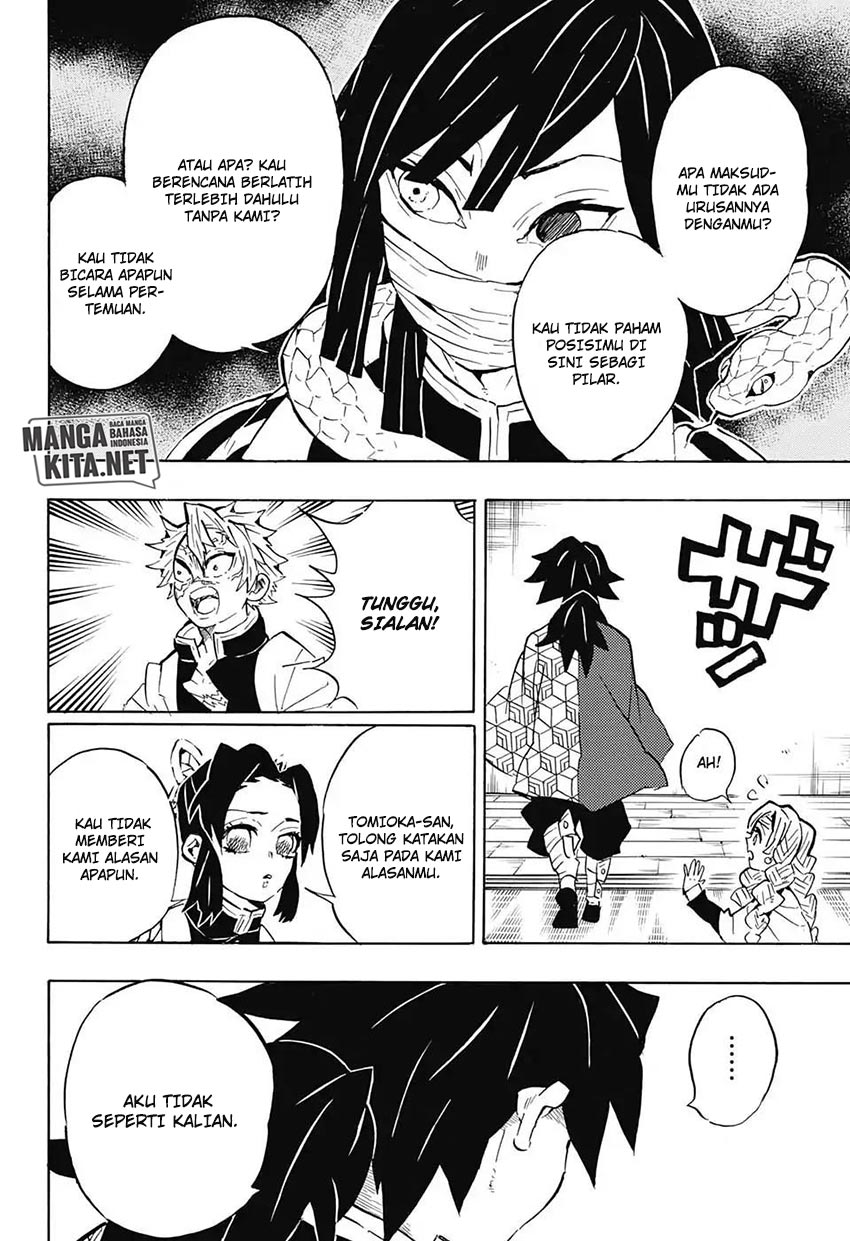 APA MAKSUD-
MU TIDAK ADA
URUSANNYA
DENGANMU?
KAU TIDAK PAHAM
POSISIMU DI
SINI SEBAGI
PILAR.
ATAU APA? KAU
BERENCANA BERLATIH
TERLEBIH DAHULU
TANPA KAMI?
KAU TIDAK
BICARA APAPUN
SELAMA PER-
TEMUAN.
MANGA
KITA.NET
BACA MANGA
BAHASA
INDONESIA
AH!
TUNGGU,
SIALAN!
TOMIOKA-SAN,
TOLONG KATAKAN
SAJA PADA KAMI
ALASANMU.
KAU TIDAK
MEMBERI
KAMI ALASAN
APAPUN.
......
AKU TIDAK
SEPERTI KALIAN.